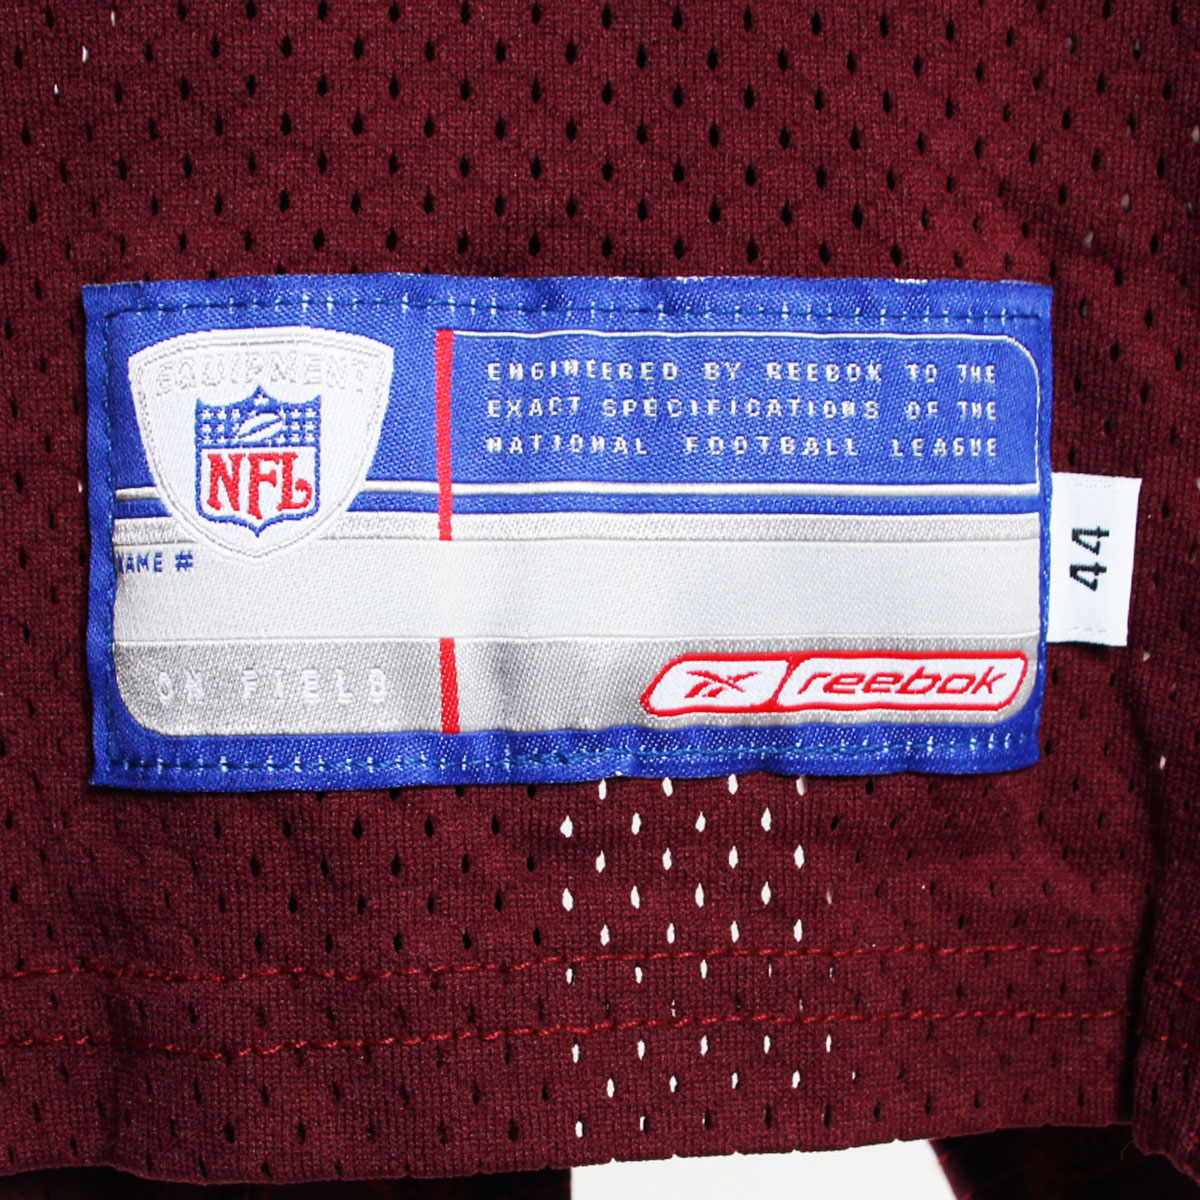 EQUIPMENT
NFL
ENGINEERED BY REEBOK TO THE
EXACT SPECIFICATIONS OF THE
NATIONAL FOOTBALL LEAGUE
NAME #
ON FIELD
reebok
44